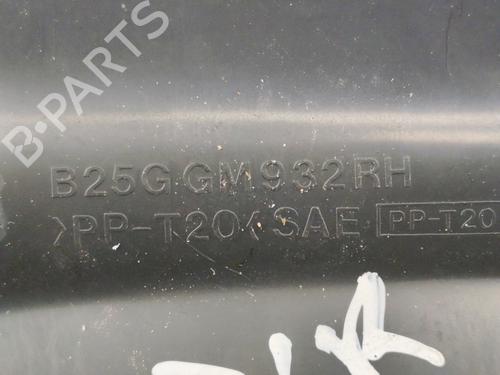 B-PARTS
B25G GM932RH
>PP-T20< SAE PP-T20